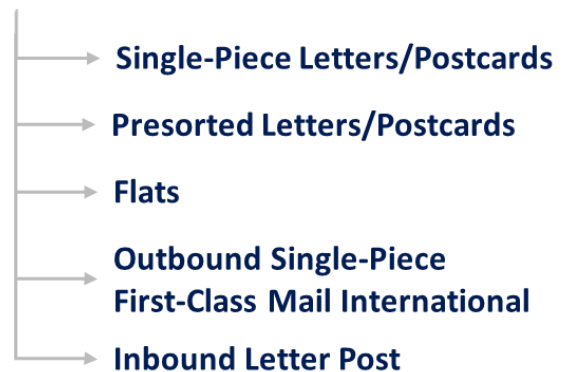 Single-Piece Letters/Postcards
Presorted Letters/Postcards
Flats
Outbound Single-Piece
First-Class Mail International
Inbound Letter Post